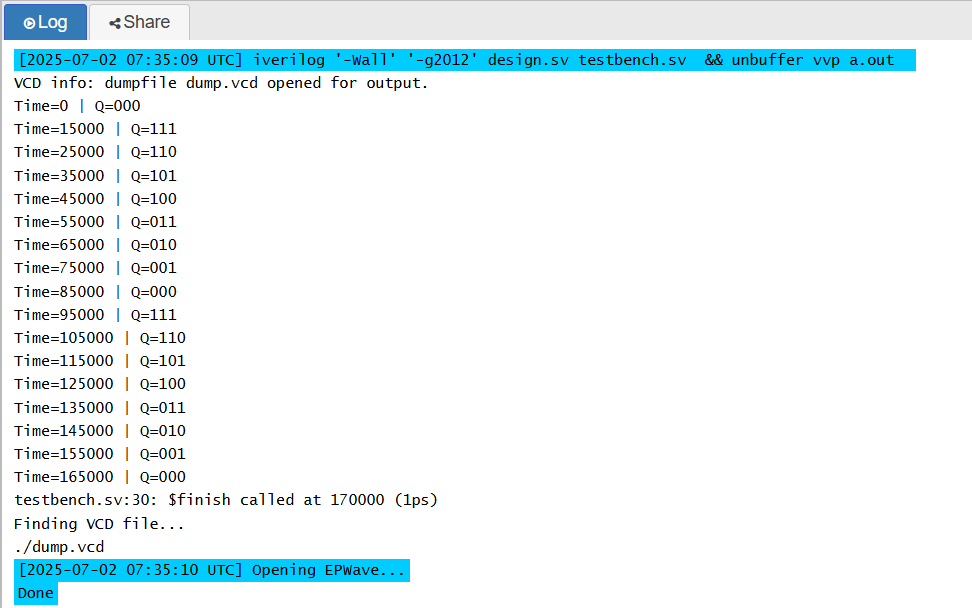 Log Share
[2025-07-02 07:35:09 UTC] iverilog '-Wall' '-g2012' design.sv testbench.sv  && unbuffer vvp a.out
VCD info: dumpfile dump.vcd opened for output.
Time=0 | Q=000
Time=15000 | Q=111
Time=25000 | Q=110
Time=35000 | Q=101
Time=45000 | Q=100
Time=55000 | Q=011
Time=65000 | Q=010
Time=75000 | Q=001
Time=85000 | Q=000
Time=95000 | Q=111
Time=105000 | Q=110
Time=115000 | Q=101
Time=125000 | Q=100
Time=135000 | Q=011
Time=145000 | Q=010
Time=155000 | Q=001
Time=165000 | Q=000
testbench.sv:30: $finish called at 170000 (1ps)
Finding VCD file...
./dump.vcd
[2025-07-02 07:35:10 UTC] Opening EPWave...
Done